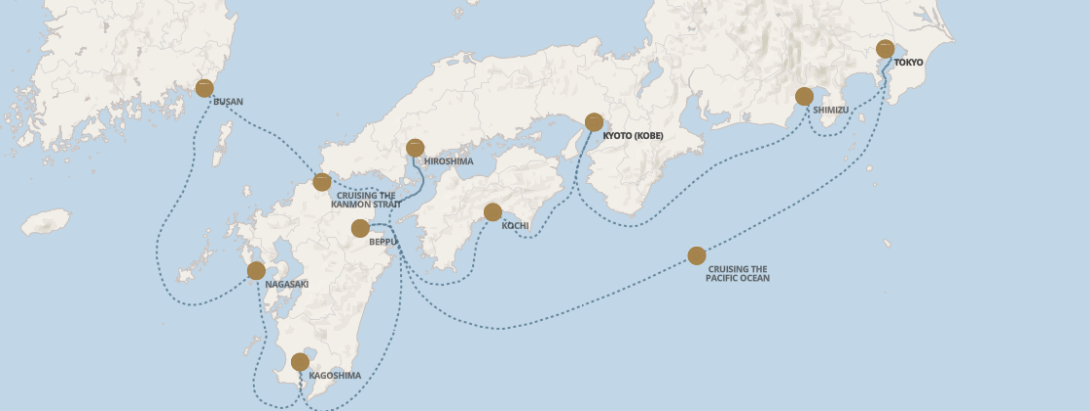 TOKYO
BUSAN
SHIMIZU
KYOTO (KOBE)
HIROSHIMA
CRUISING THE
KANMON STRAIT
KOCHI
BEPPU
CRUISING THE
PACIFIC OCEAN
NAGASAKI
KAGOSHIMA